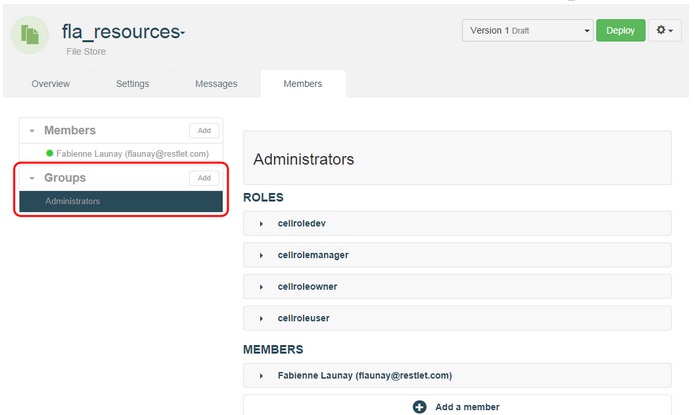 fla_resources
File Store
Version 1 Draft
Deploy
Overview
Settings
Messages
Members
Members
Add
Fabienne Launay (flaunay@restlet.com)
Groups
Add
Administrators
Administrators
ROLES
cellroledev
cellrolemanager
cellroleowner
cellroleuser
MEMBERS
Fabienne Launay (flaunay@restlet.com)
Add a member